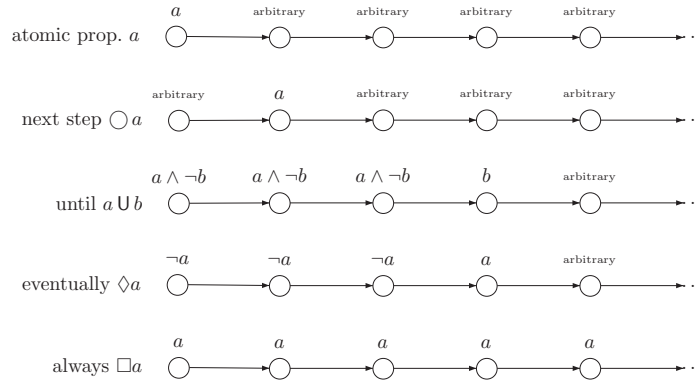 atomic prop. a a arbitrary arbitrary arbitrary arbitrary ...
next step ◯ a arbitrary a arbitrary arbitrary arbitrary ...
until a U b a ∧ ¬b a ∧ ¬b a ∧ ¬b b arbitrary ...
eventually ◊a ¬a ¬a ¬a a arbitrary ...
always □a a a a a a ...